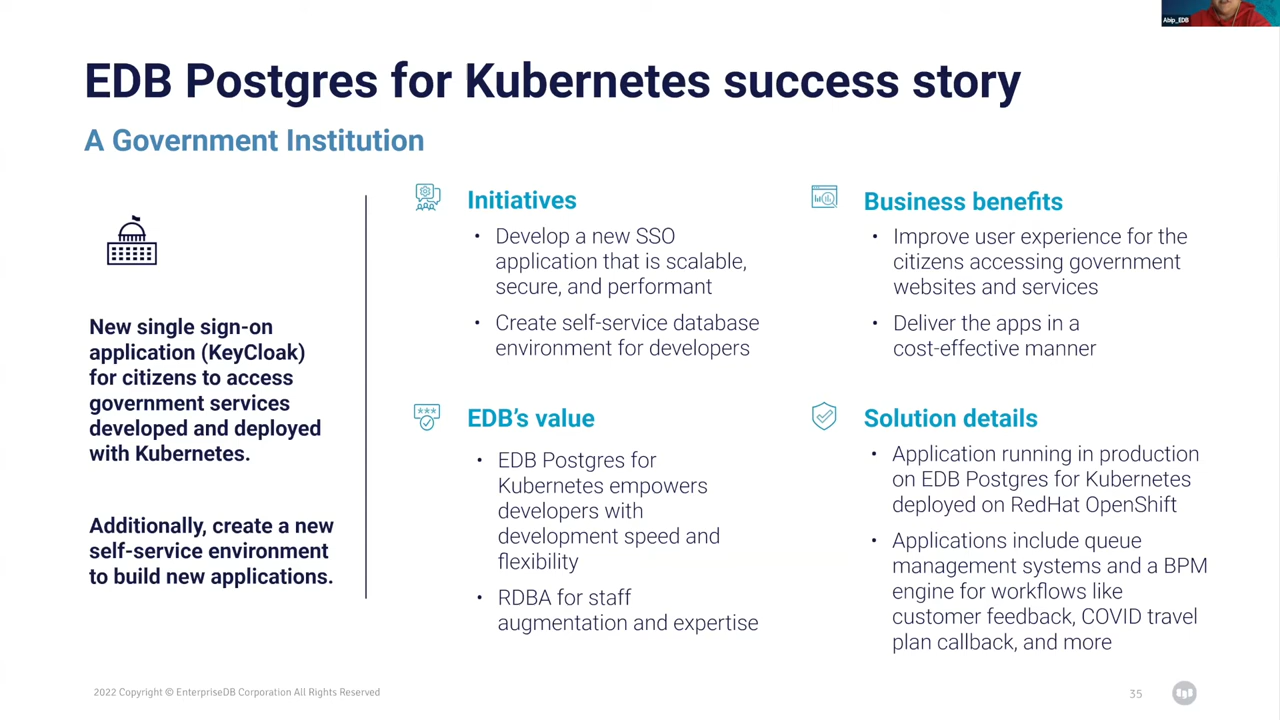 Abip_EDB
EDB Postgres for Kubernetes success story
A Government Institution
New single sign-on
application (KeyCloak)
for citizens to access
government services
developed and deployed
with Kubernetes.
Additionally, create a new
self-service environment
to build new applications.
Initiatives
• Develop a new SSO
application that is scalable,
secure, and performant
• Create self-service database
environment for developers
Business benefits
• Improve user experience for the
citizens accessing government
websites and services
• Deliver the apps in a
cost-effective manner
EDB’s value
• EDB Postgres for
Kubernetes empowers
developers with
development speed and
flexibility
• RDBA for staff
augmentation and expertise
Solution details
• Application running in production
on EDB Postgres for Kubernetes
deployed on RedHat OpenShift
• Applications include queue
management systems and a BPM
engine for workflows like
customer feedback, COVID travel
plan callback, and more
2022 Copyright © EnterpriseDB Corporation All Rights Reserved
35